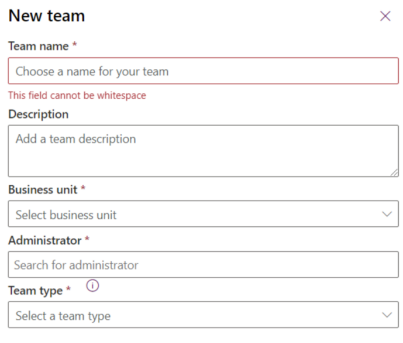 New team
Team name *
Choose a name for your team
This field cannot be whitespace
Description
Add a team description
Business unit *
Select business unit
Administrator *
Search for administrator
Team type *
Select a team type